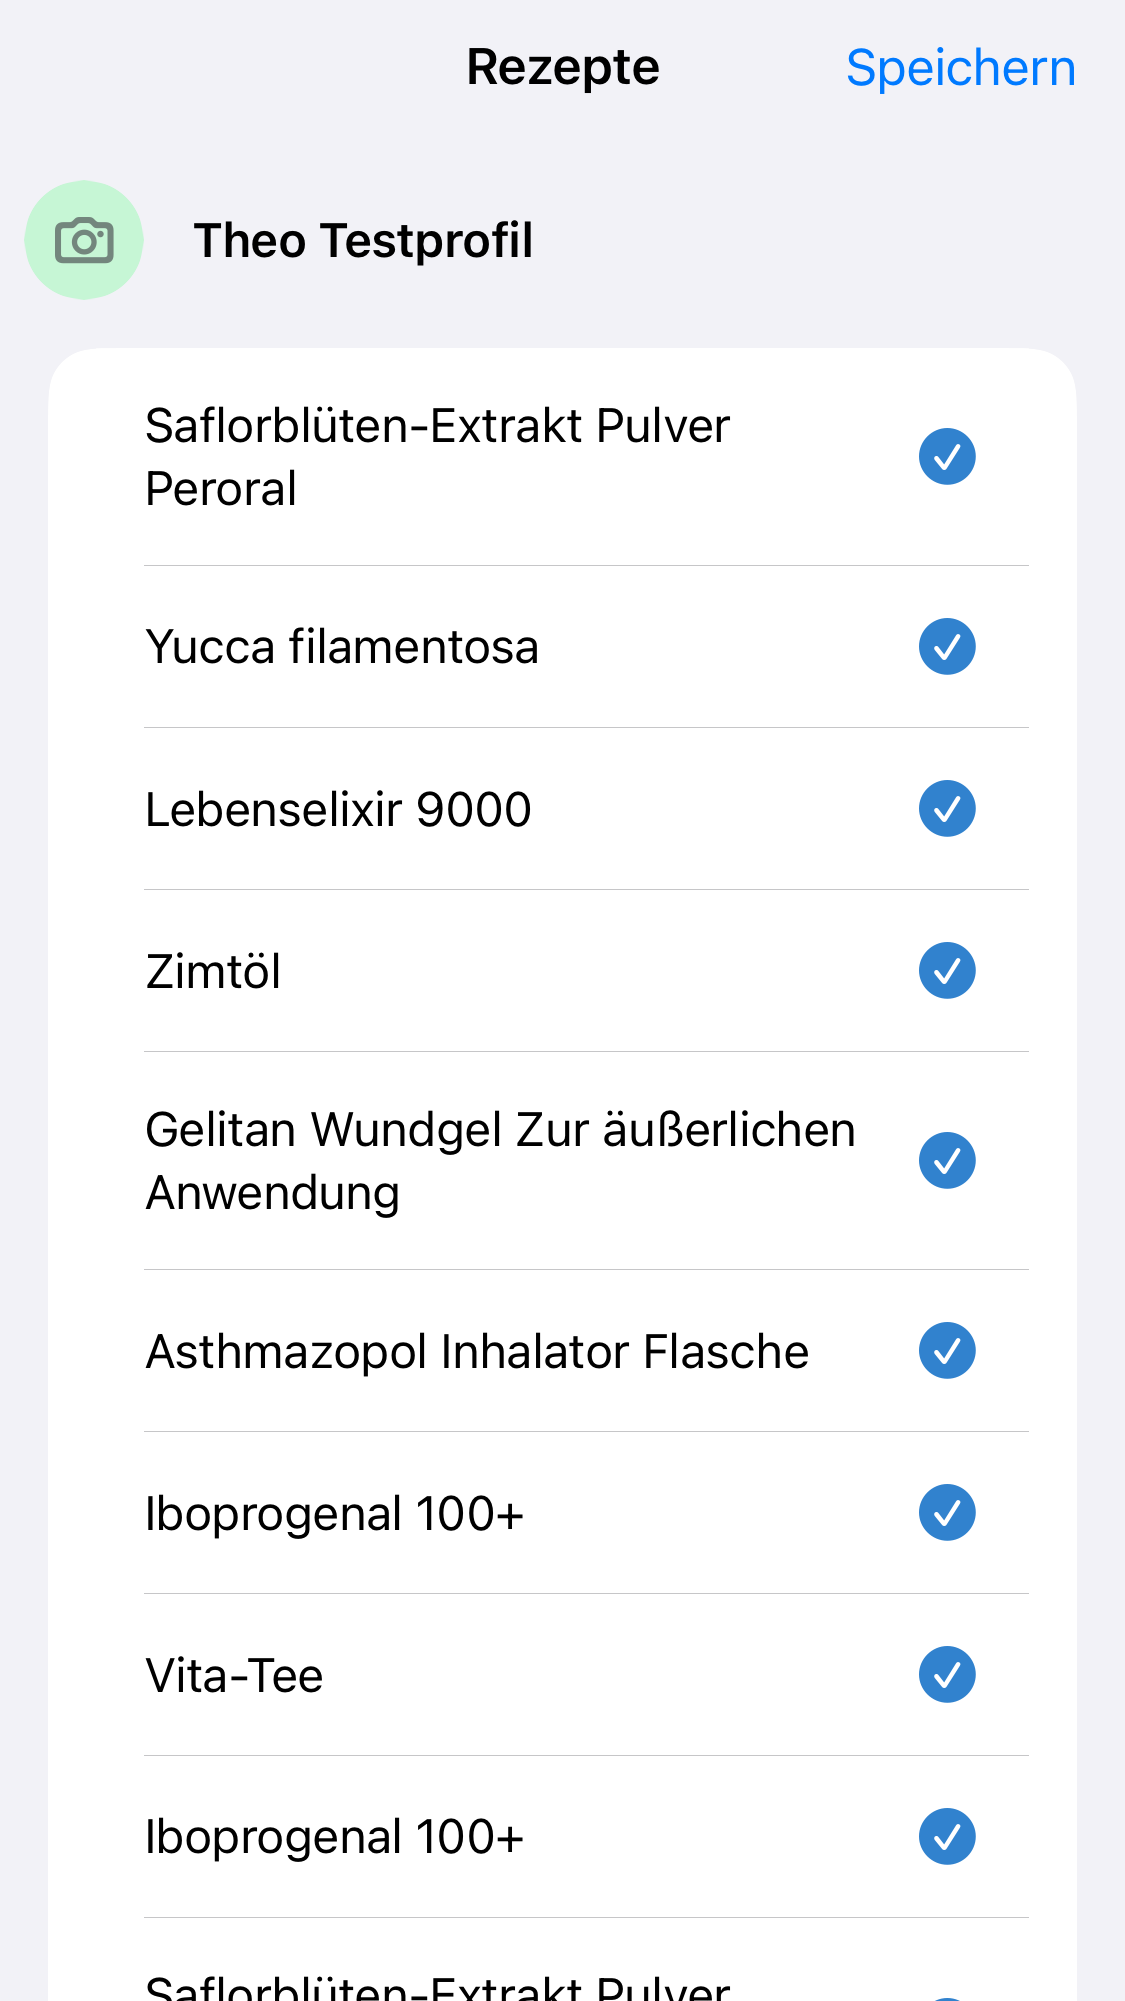 Rezepte
Speichern
Theo Testprofil
Saflorblüten-Extrakt Pulver
Peroral
Yucca filamentosa
Lebenselixir 9000
Zimtöl
Gelitan Wundgel Zur äußerlichen
Anwendung
Asthmazopol Inhalator Flasche
Iboprogenal 100+
Vita-Tee
Iboprogenal 100+
Saflorblüten-Extrakt Pulver